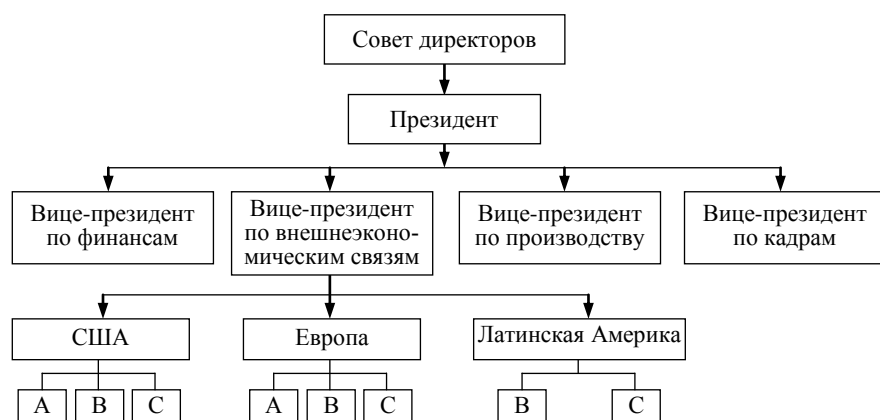 Совет директоров
Президент
Вице-президент
по финансам
Вице-президент
по внешнеэконо-
мическим связям
Вице-президент
по производству
Вице-президент
по кадрам
США
Европа
Латинская Америка
А
В
С
А
В
С
В
С